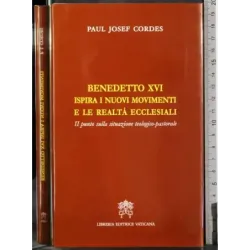 PAUL JOSEF CORDES
BENEDETTO XVI
ISPIRA I NUOVI MOVIMENTI
E LE REALTÀ ECCLESIALI
Il punto sulla situazione teologico-pastorale
LIBRERIA EDITRICE VATICANA